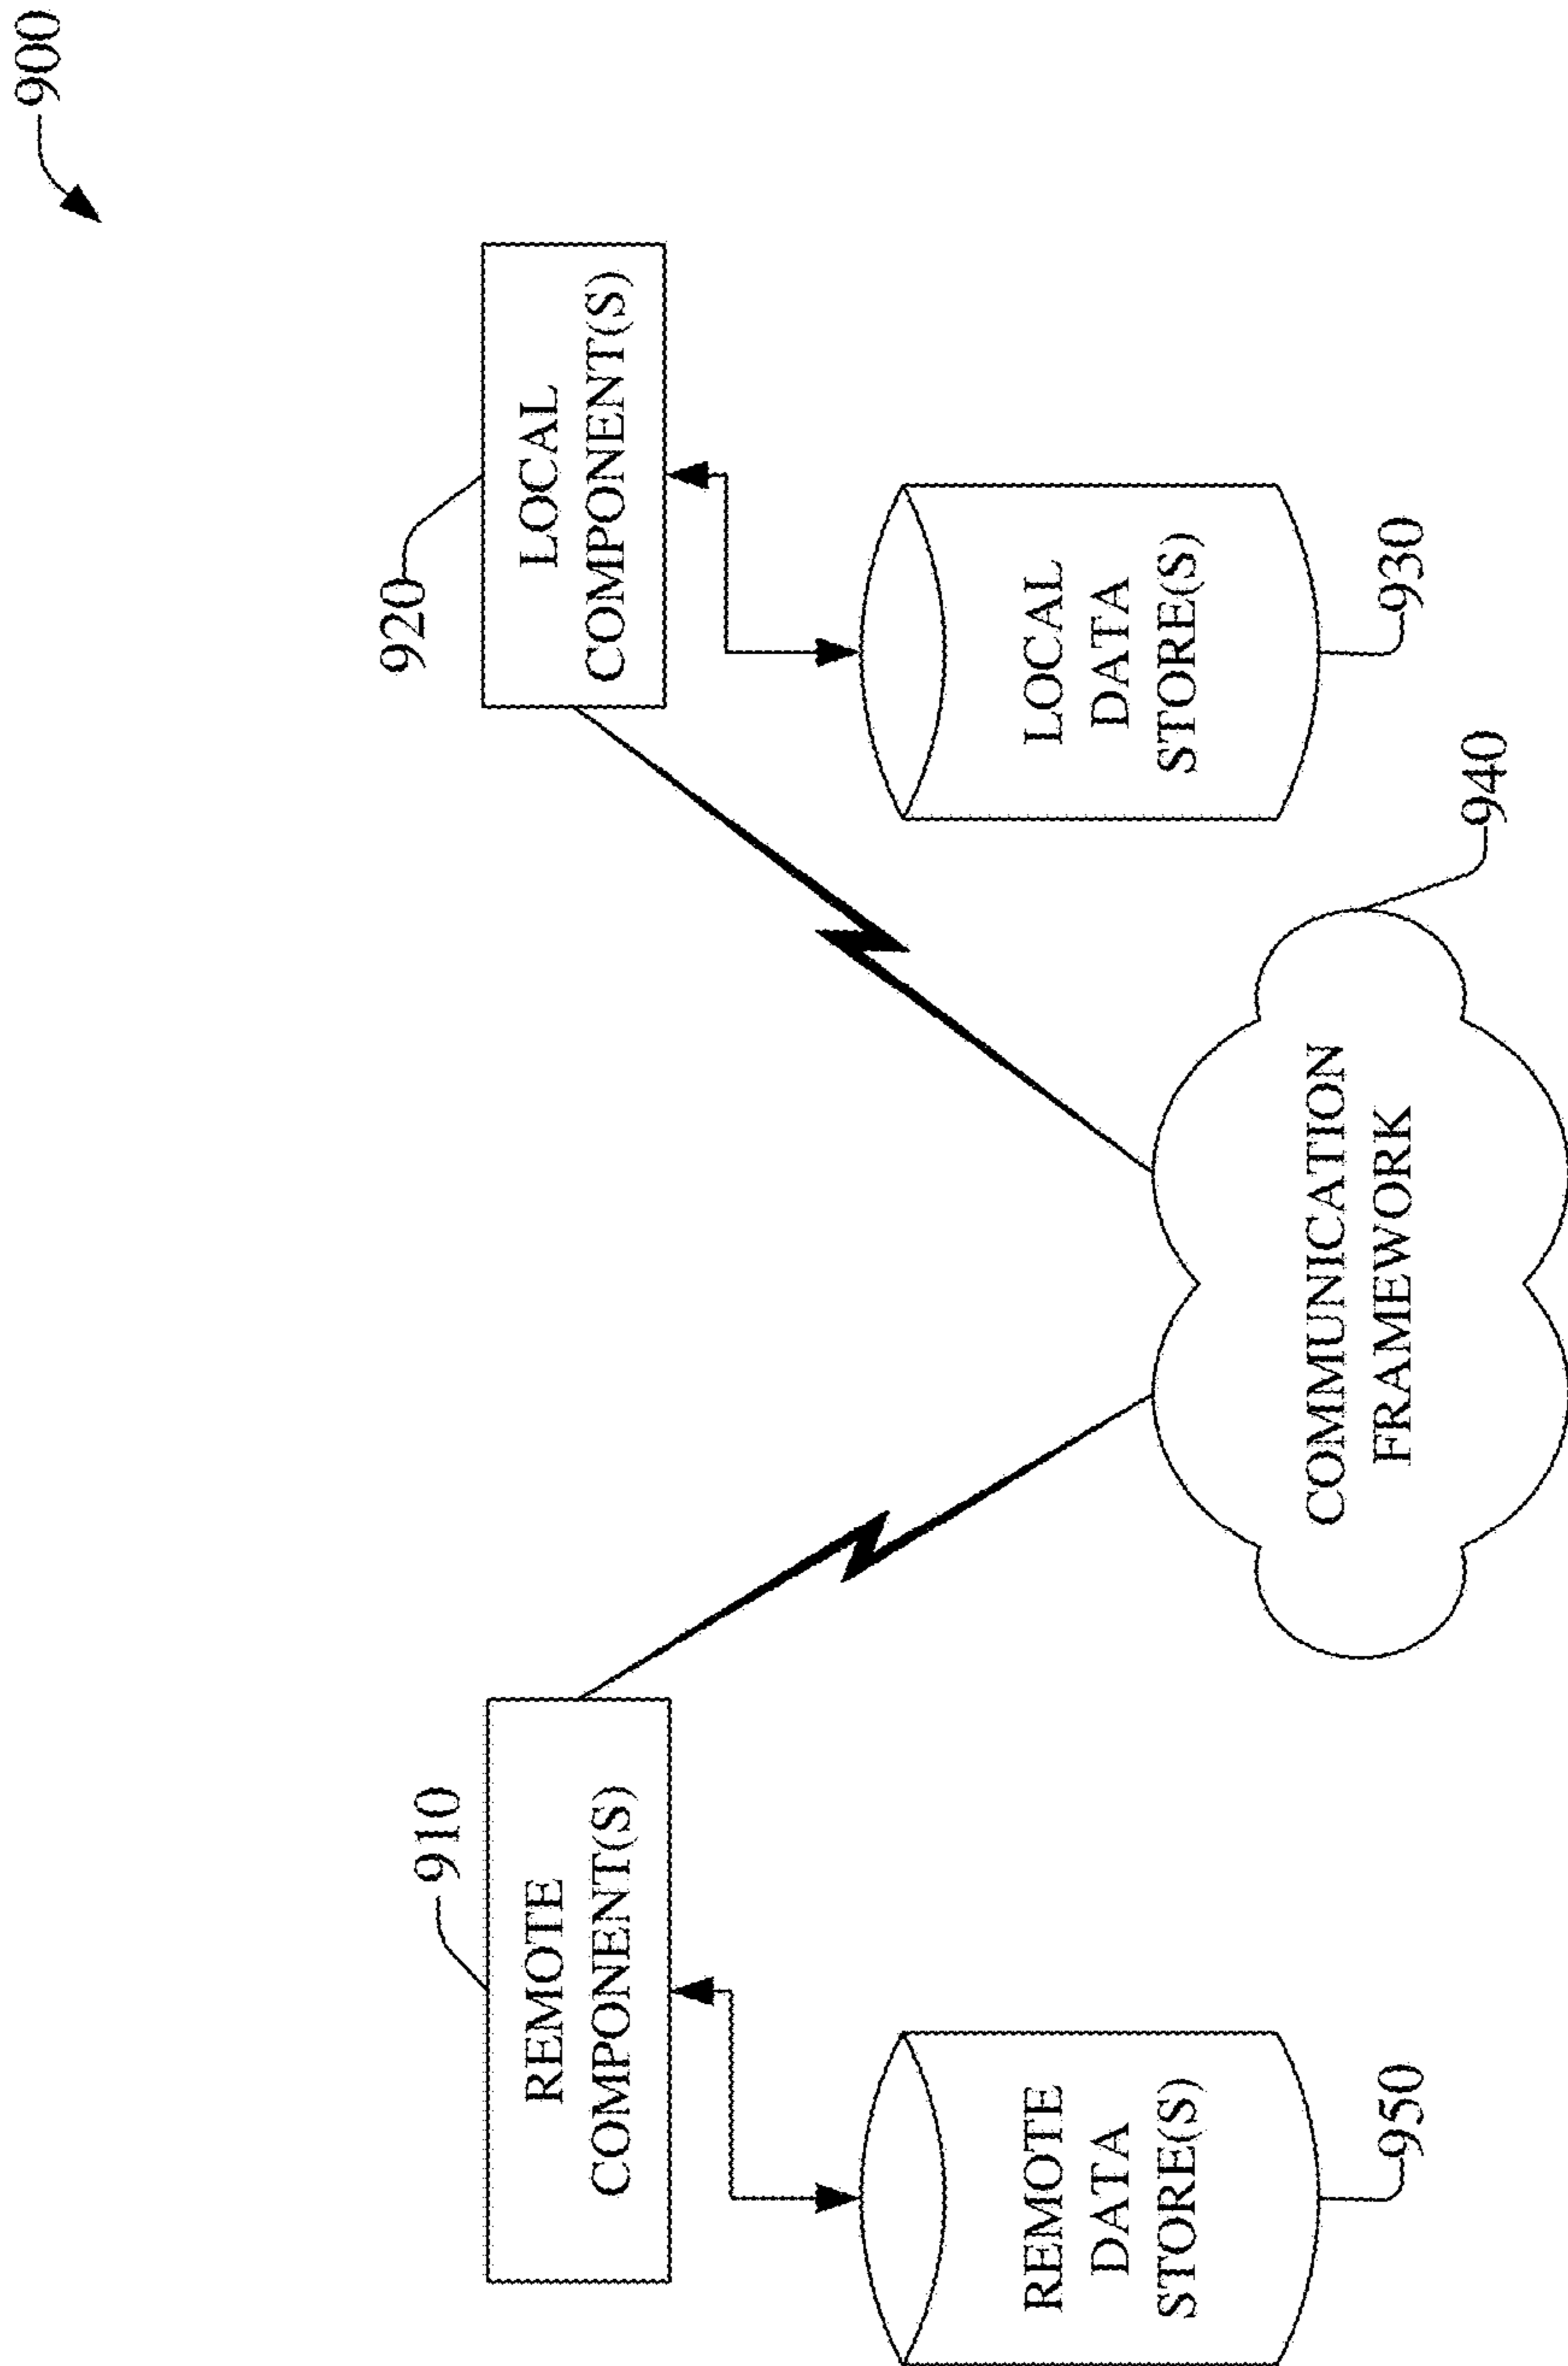 900
910
920
REMOTE
COMPONENT(S)
LOCAL
COMPONENT(S)
REMOTE
DATA
STORE(S)
LOCAL
DATA
STORE(S)
COMMUNICATION
FRAMEWORK
950
930
940